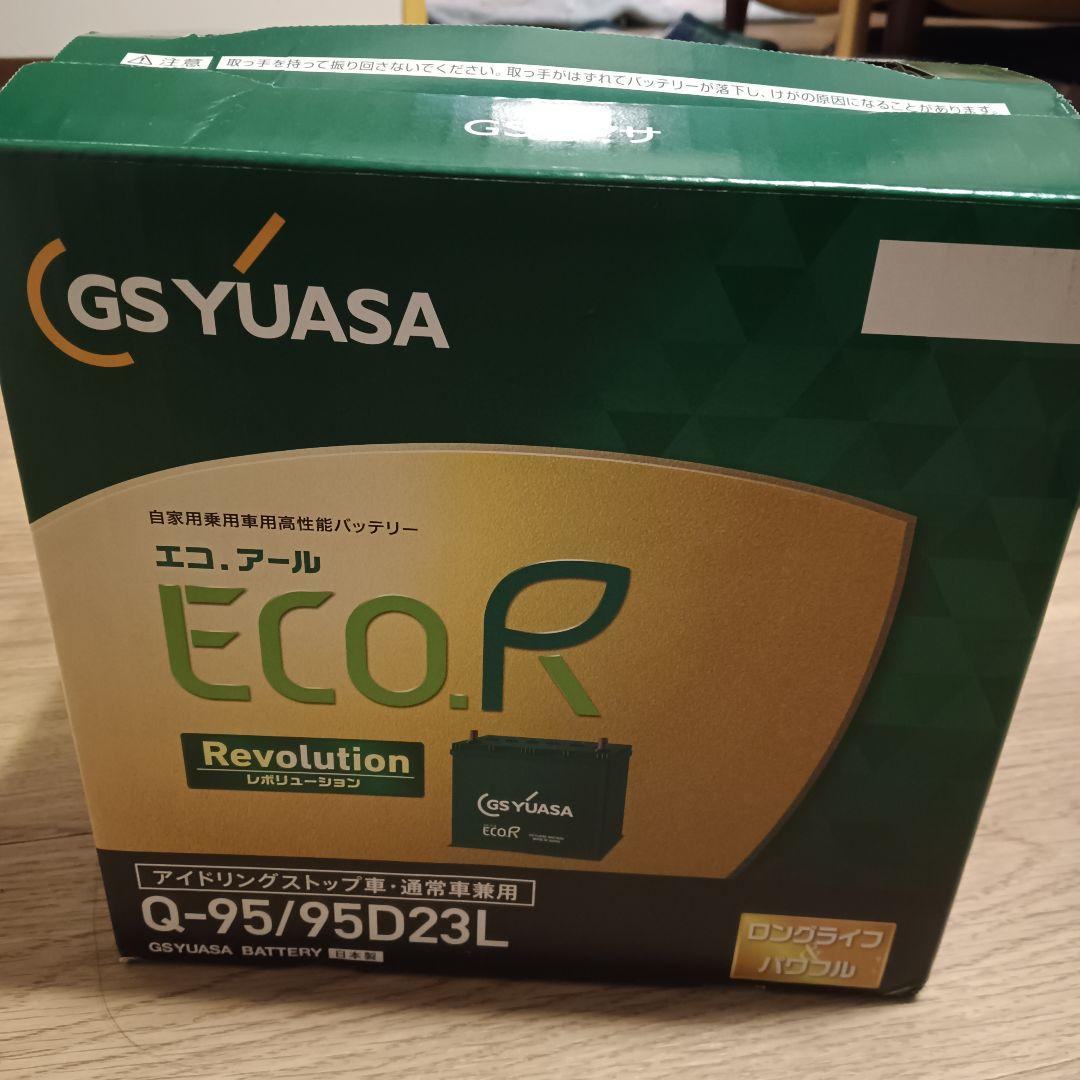 ⚠ 注意 取っ手を持って振り回さないでください。取っ手がはずれてバッテリーが落下し、けがの原因になることがあります。
GS YUASA
自家用乗用車用高性能バッテリー
エコ.アール
ECO.R
Revolution
レボリューション
GS YUASA
ECO.R
アイドリングストップ車・通常車兼用
Q-95/95D23L
GSYUASA BATTERY 日本製
ロングライフ
&
パワフル